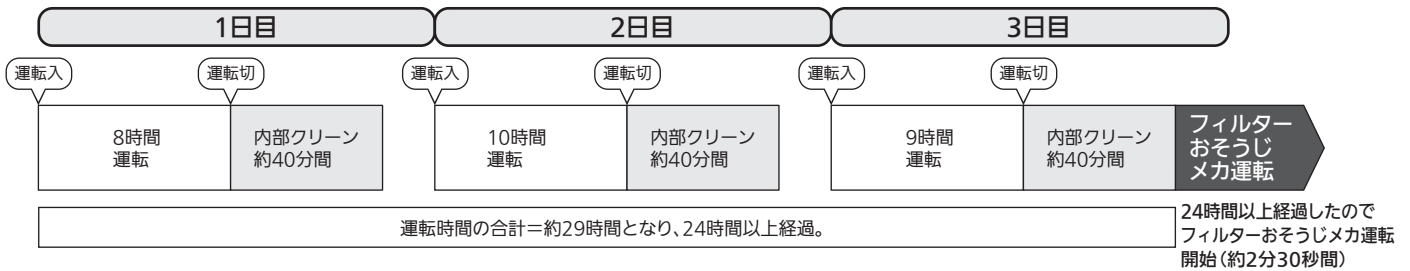 1日目
2日目
3日目
運転入
運転切
運転入
運転切
運転入
運転切
8時間
運転
内部クリーン
約40分間
10時間
運転
内部クリーン
約40分間
9時間
運転
内部クリーン
約40分間
フィルター
おそうじ
メカ運転
運転時間の合計＝約29時間となり、24時間以上経過。
24時間以上経過したので
フィルターおそうじメカ運転
開始（約2分30秒間）